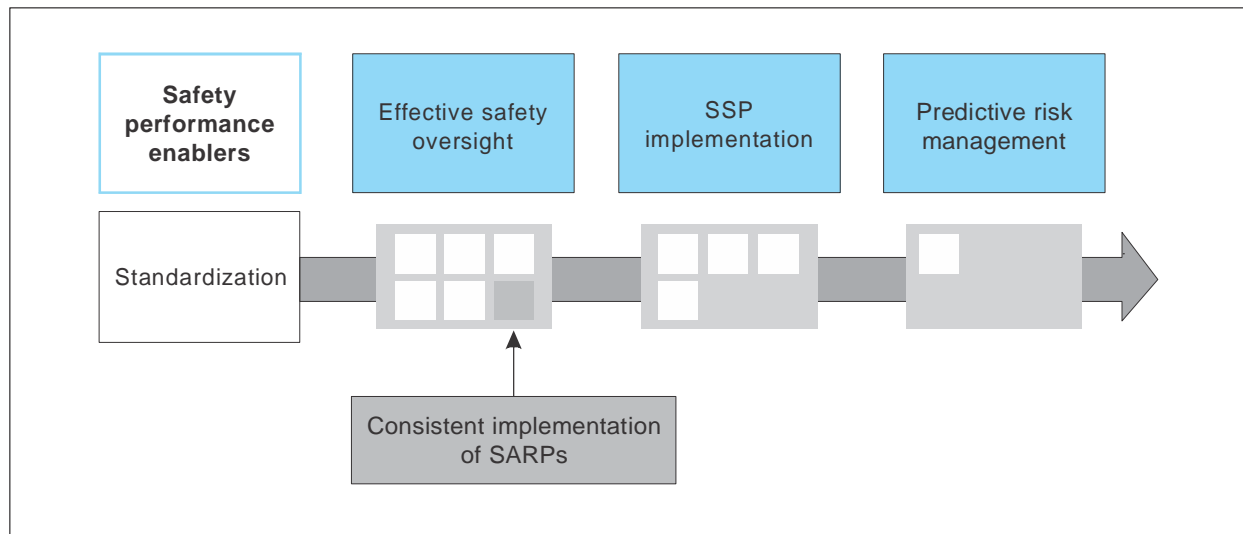 Safety
performance
enablers
Effective safety
oversight
SSP
implementation
Predictive risk
management
Standardization
Consistent implementation
of SARPs